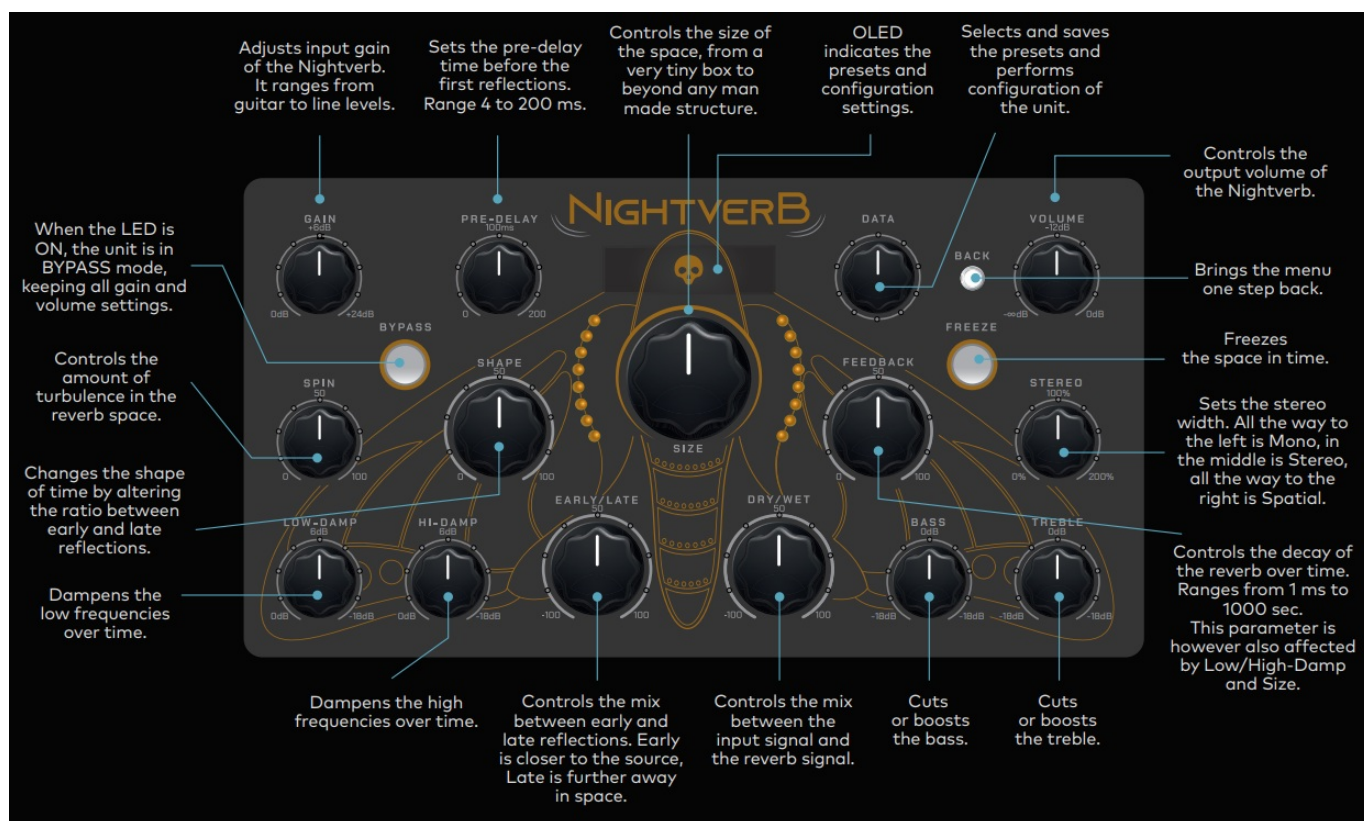 Adjusts input gain
of the Nightverb.
It ranges from
guitar to line levels.
Sets the pre-delay
time before the
first reflections.
Range 4 to 200 ms.
Controls the size of
the space, from a
very tiny box to
beyond any man
made structure.
OLED
indicates the
presets and
configuration
settings.
Selects and saves
the presets and
performs
configuration of
the unit.
Controls the
output volume of
the Nightverb.
When the LED is
ON, the unit is in
BYPASS mode,
keeping all gain and
volume settings.
Controls the
amount of
turbulence in the
reverb space.
Changes the shape
of time by altering
the ratio between
early and late
reflections.
Dampens the
low frequencies
over time.
NIGHTVERB
GAIN
+6dB
0dB +24dB
PRE-DELAY
100ms
0 200
DATA
BACK
VOLUME
-12dB
-∞dB 0dB
BYPASS
FREEZE
SPIN
50
0 100
SHAPE
50
0 100
SIZE
FEEDBACK
50
0 100
STEREO
100%
0% 200%
LOW-DAMP
6dB
0dB -18dB
HI-DAMP
6dB
0dB -18dB
EARLY/LATE
50
-100 100
DRY/WET
50
-100 100
BASS
0dB
-18dB -18dB
TREBLE
0dB
-18dB -18dB
Brings the menu
one step back.
Freezes
the space in time.
Sets the stereo
width. All the way to
the left is Mono, in
the middle is Stereo,
all the way to the
right is Spatial.
Controls the decay of
the reverb over time.
Ranges from 1 ms to
1000 sec.
This parameter is
however also affected
by Low/High-Damp
and Size.
Dampens the high
frequencies over time.
Controls the mix
between early and
late reflections. Early
is closer to the source,
Late is further away
in space.
Controls the mix
between the
input signal and
the reverb signal.
Cuts
or boosts
the bass.
Cuts
or boosts
the treble.